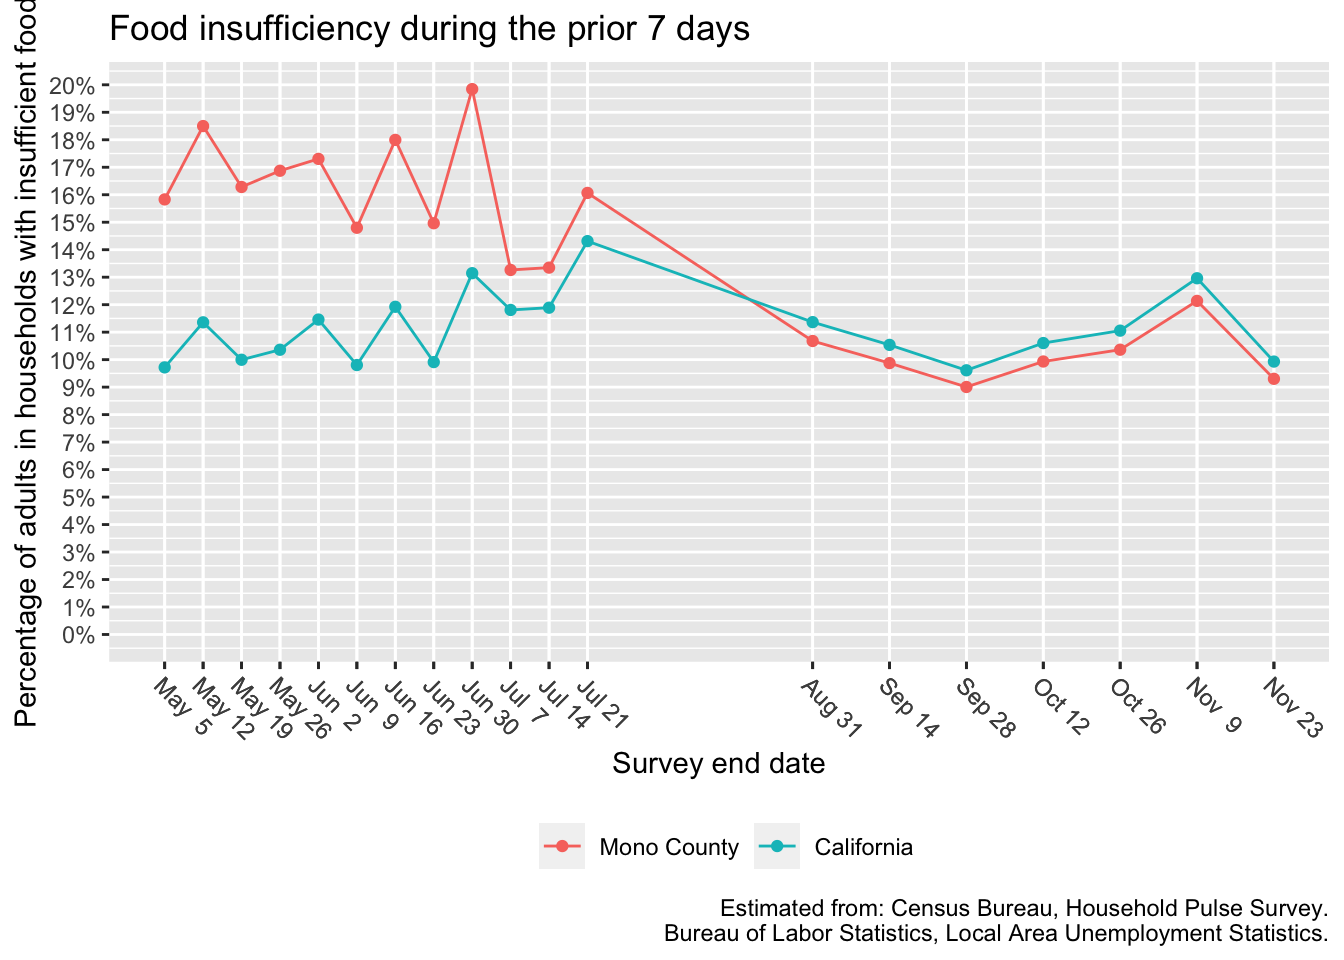 Food insufficiency during the prior 7 days
Percentage of adults in households with insufficient food
20%
19%
18%
17%
16%
15%
14%
13%
12%
11%
10%
9%
8%
7%
6%
5%
4%
3%
2%
1%
0%
May 5
May 12
May 19
May 26
Jun 2
Jun 9
Jun 16
Jun 23
Jun 30
Jul 7
Jul 14
Jul 21
Aug 31
Sep 14
Sep 28
Oct 12
Oct 26
Nov 9
Nov 23
Survey end date
Mono County
California
Estimated from: Census Bureau, Household Pulse Survey.
Bureau of Labor Statistics, Local Area Unemployment Statistics.